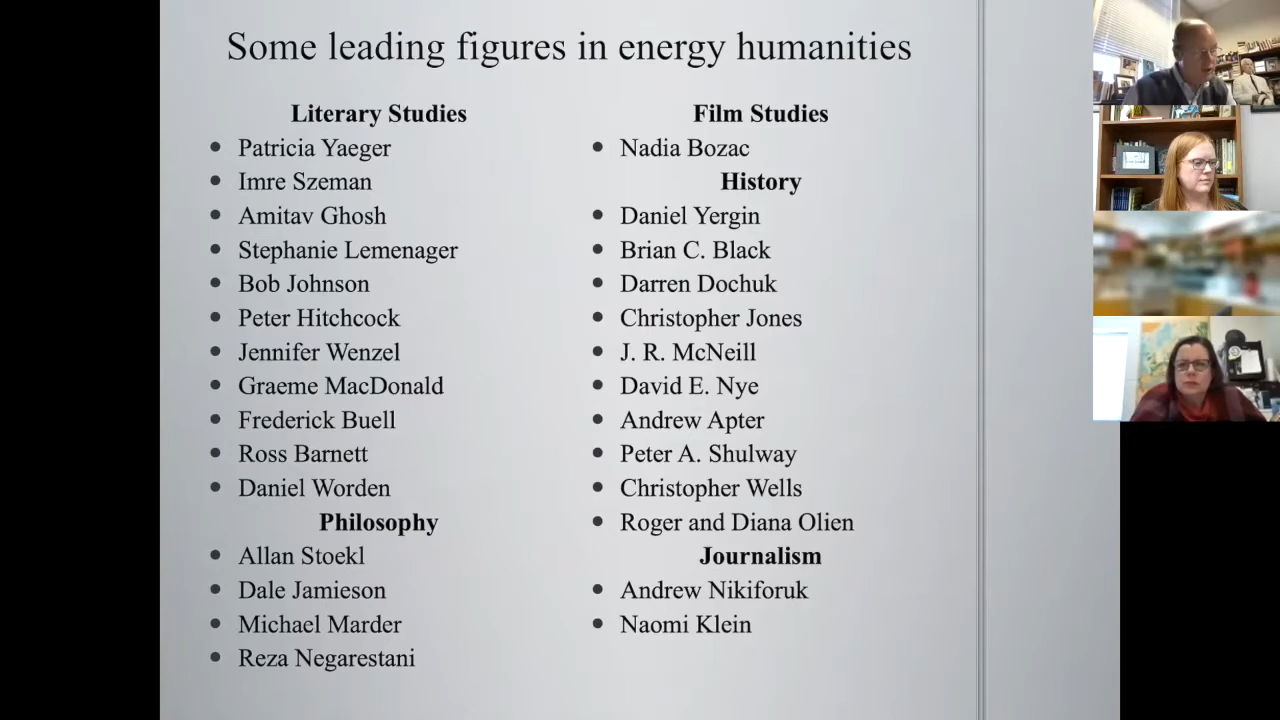 Some leading figures in energy humanities
Literary Studies
Patricia Yaeger
Imre Szeman
Amitav Ghosh
Stephanie Lemenager
Bob Johnson
Peter Hitchcock
Jennifer Wenzel
Graeme MacDonald
Frederick Buell
Ross Barnett
Daniel Worden
Philosophy
Allan Stoekl
Dale Jamieson
Michael Marder
Reza Negarestani
Film Studies
Nadia Bozac
History
Daniel Yergin
Brian C. Black
Darren Dochuk
Christopher Jones
J. R. McNeill
David E. Nye
Andrew Apter
Peter A. Shulway
Christopher Wells
Roger and Diana Olien
Journalism
Andrew Nikiforuk
Naomi Klein